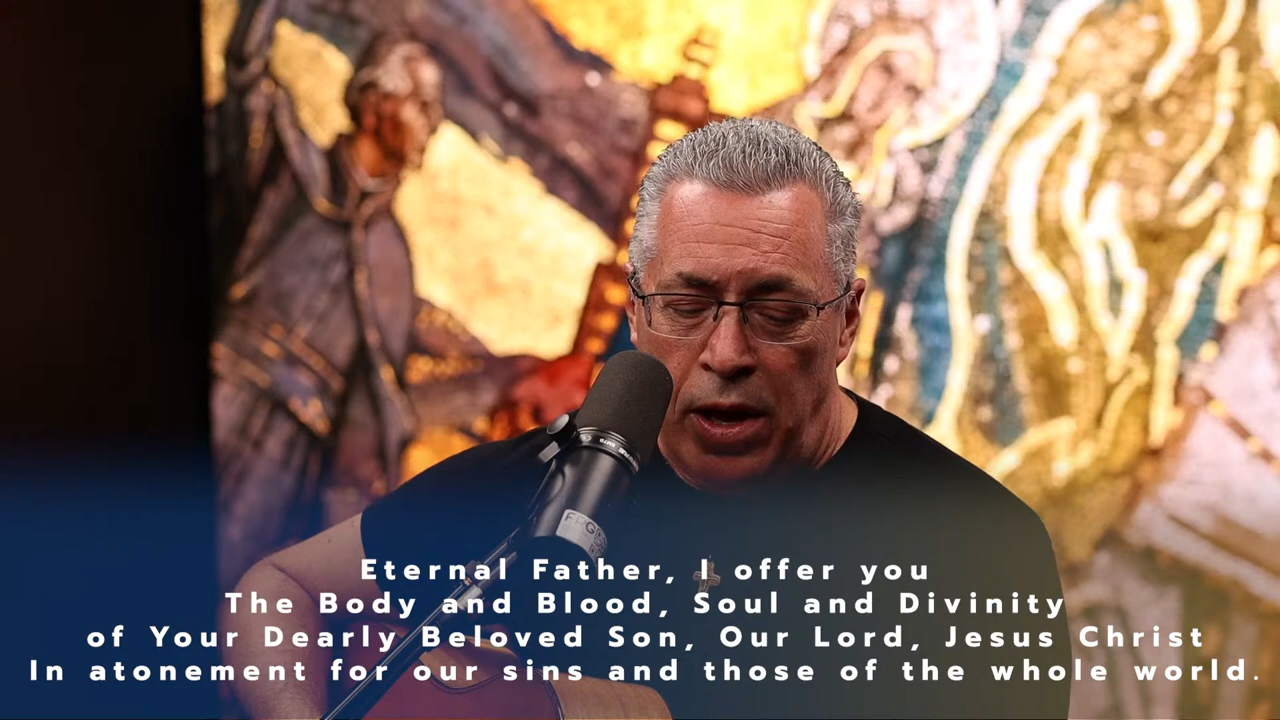 Eternal Father, I offer you
The Body and Blood, Soul and Divinity
of Your Dearly Beloved Son, Our Lord, Jesus Christ
In atonement for our sins and those of the whole world.